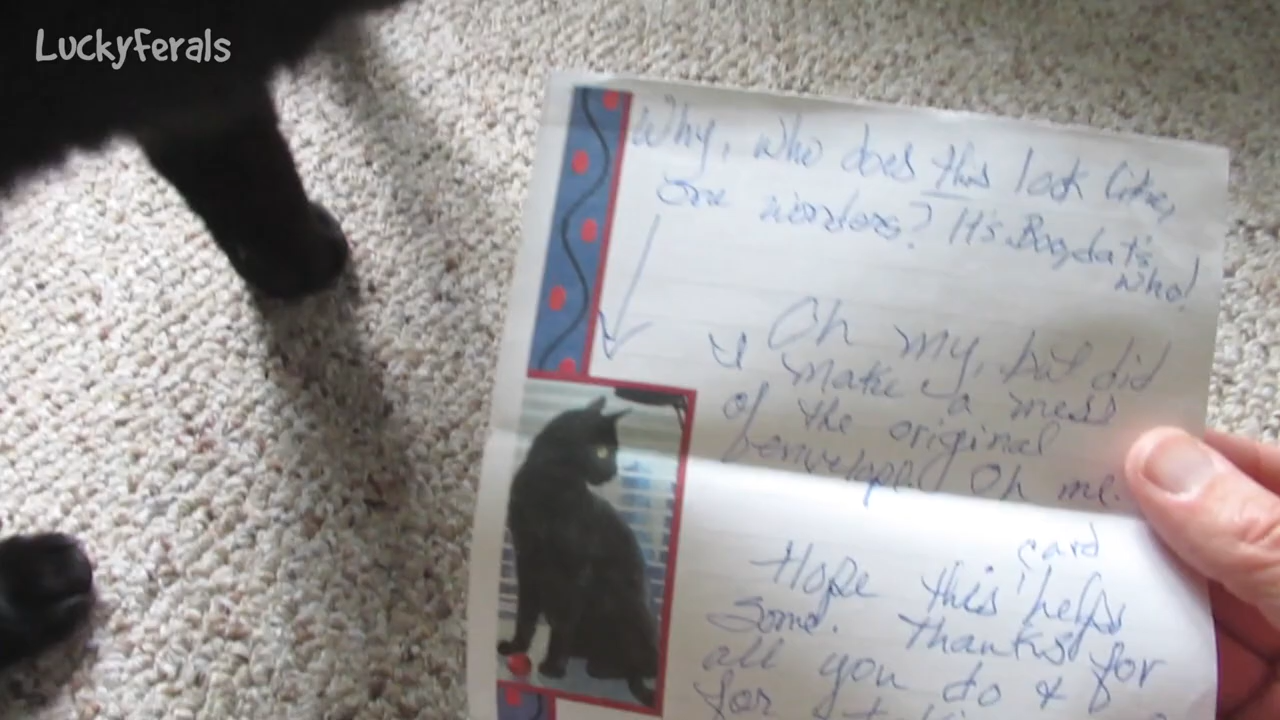 LuckyFerals
Why, who does this look like,
one wonders? It's Bogdat's,
who!
Oh my, but did
I make a mess
of the original
envelope! Oh me.
card
Hope this helps
some. Thanks for
all you do &
for